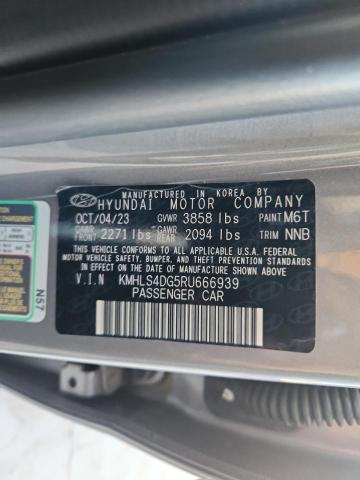 MANUFACTURED IN KOREA BY
HYUNDAI MOTOR COMPANY
OCT/04/23 GVWR 3858 lbs PAINT M6T
GAWR FRONT 2271 lbs GAWR REAR 2094 lbs TRIM NNB
THIS VEHICLE CONFORMS TO ALL APPLICABLE U.S.A. FEDERAL
MOTOR VEHICLE SAFETY, BUMPER, AND THEFT PREVENTION
STANDARDS IN EFFECT ON THE DATE OF MANUFACTURE SHOWN ABOVE.
V.I.N KMHLS4DG5RU666939
PASSENGER CAR
N57